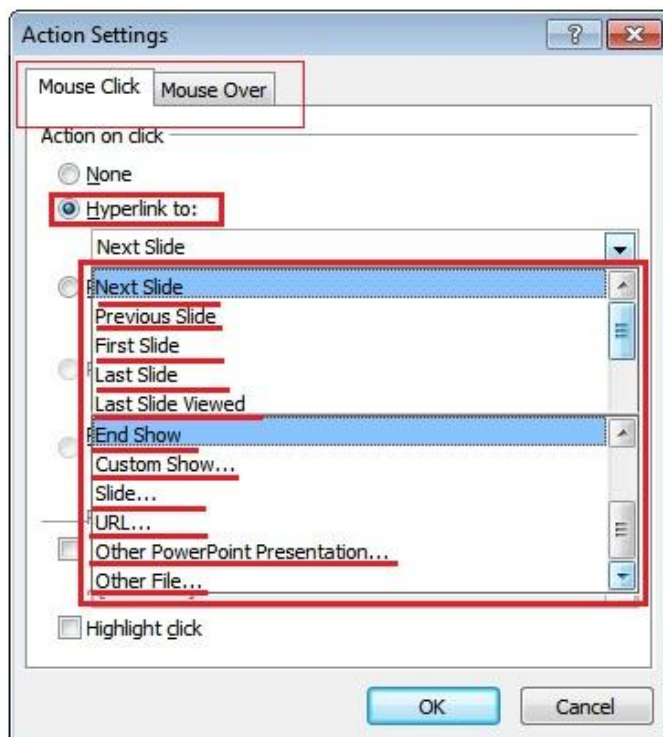 Action Settings
Mouse Click Mouse Over
Action on click
None
Hyperlink to:
Next Slide
Next Slide
Previous Slide
First Slide
Last Slide
Last Slide Viewed
End Show
Custom Show...
Slide...
URL...
Other PowerPoint Presentation...
Other File...
Highlight click
OK Cancel